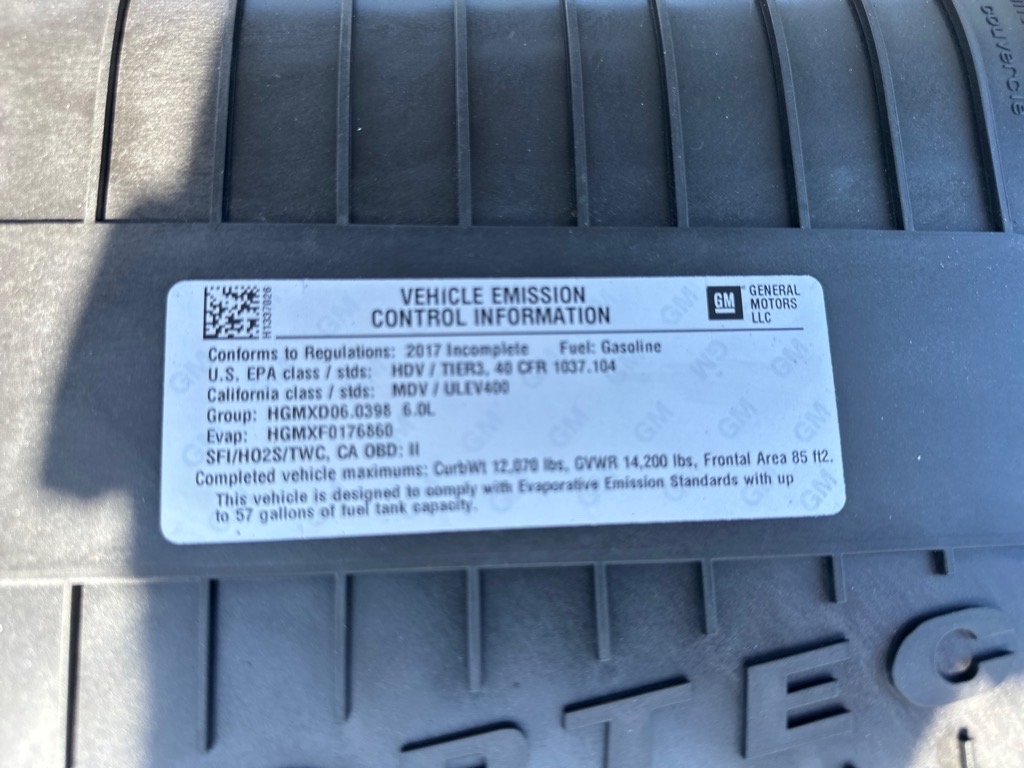 couvercle
H1337026
VEHICLE EMISSION
CONTROL INFORMATION
GM
GENERAL
MOTORS
LLC
Conforms to Regulations: 2017 Incomplete Fuel: Gasoline
U.S. EPA class / stds: HDV / TIER3, 40 CFR 1037.104
California class / stds: MDV / ULEV400
Group: HGMXD06.0398 6.0L
Evap: HGMXF0176860
SFI/HO2S/TWC, CA OBD: II
Completed vehicle maximums: CurbWt 12,070 lbs, GVWR 14,200 lbs, Frontal Area 85 ft2.
This vehicle is designed to comply with Evaporative Emission Standards with up
to 57 gallons of fuel tank capacity.
RTEC